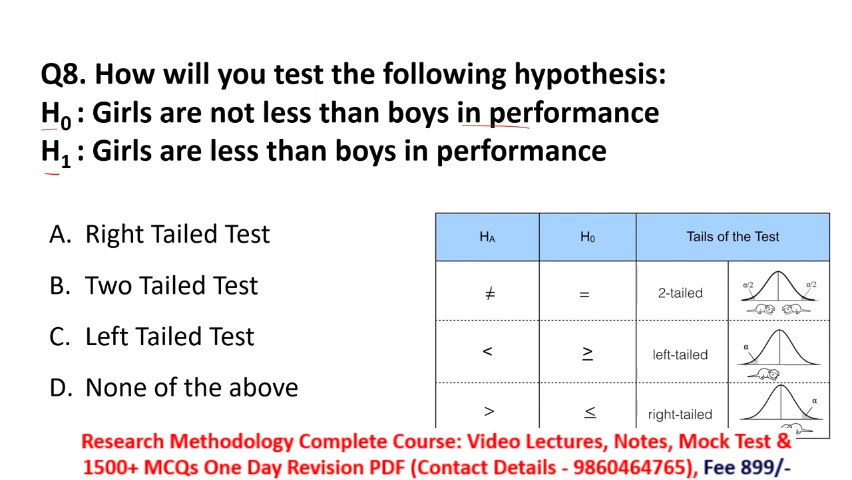 Q8. How will you test the following hypothesis:
H₀ : Girls are not less than boys in performance
H₁ : Girls are less than boys in performance
A. Right Tailed Test
B. Two Tailed Test
C. Left Tailed Test
D. None of the above
Hᴀ H₀ Tails of the Test
≠ = 2-tailed α/2 α/2
< ≥ left-tailed α
> ≤ right-tailed α
Research Methodology Complete Course: Video Lectures, Notes, Mock Test &
1500+ MCQs One Day Revision PDF (Contact Details - 9860464765), Fee 899/-